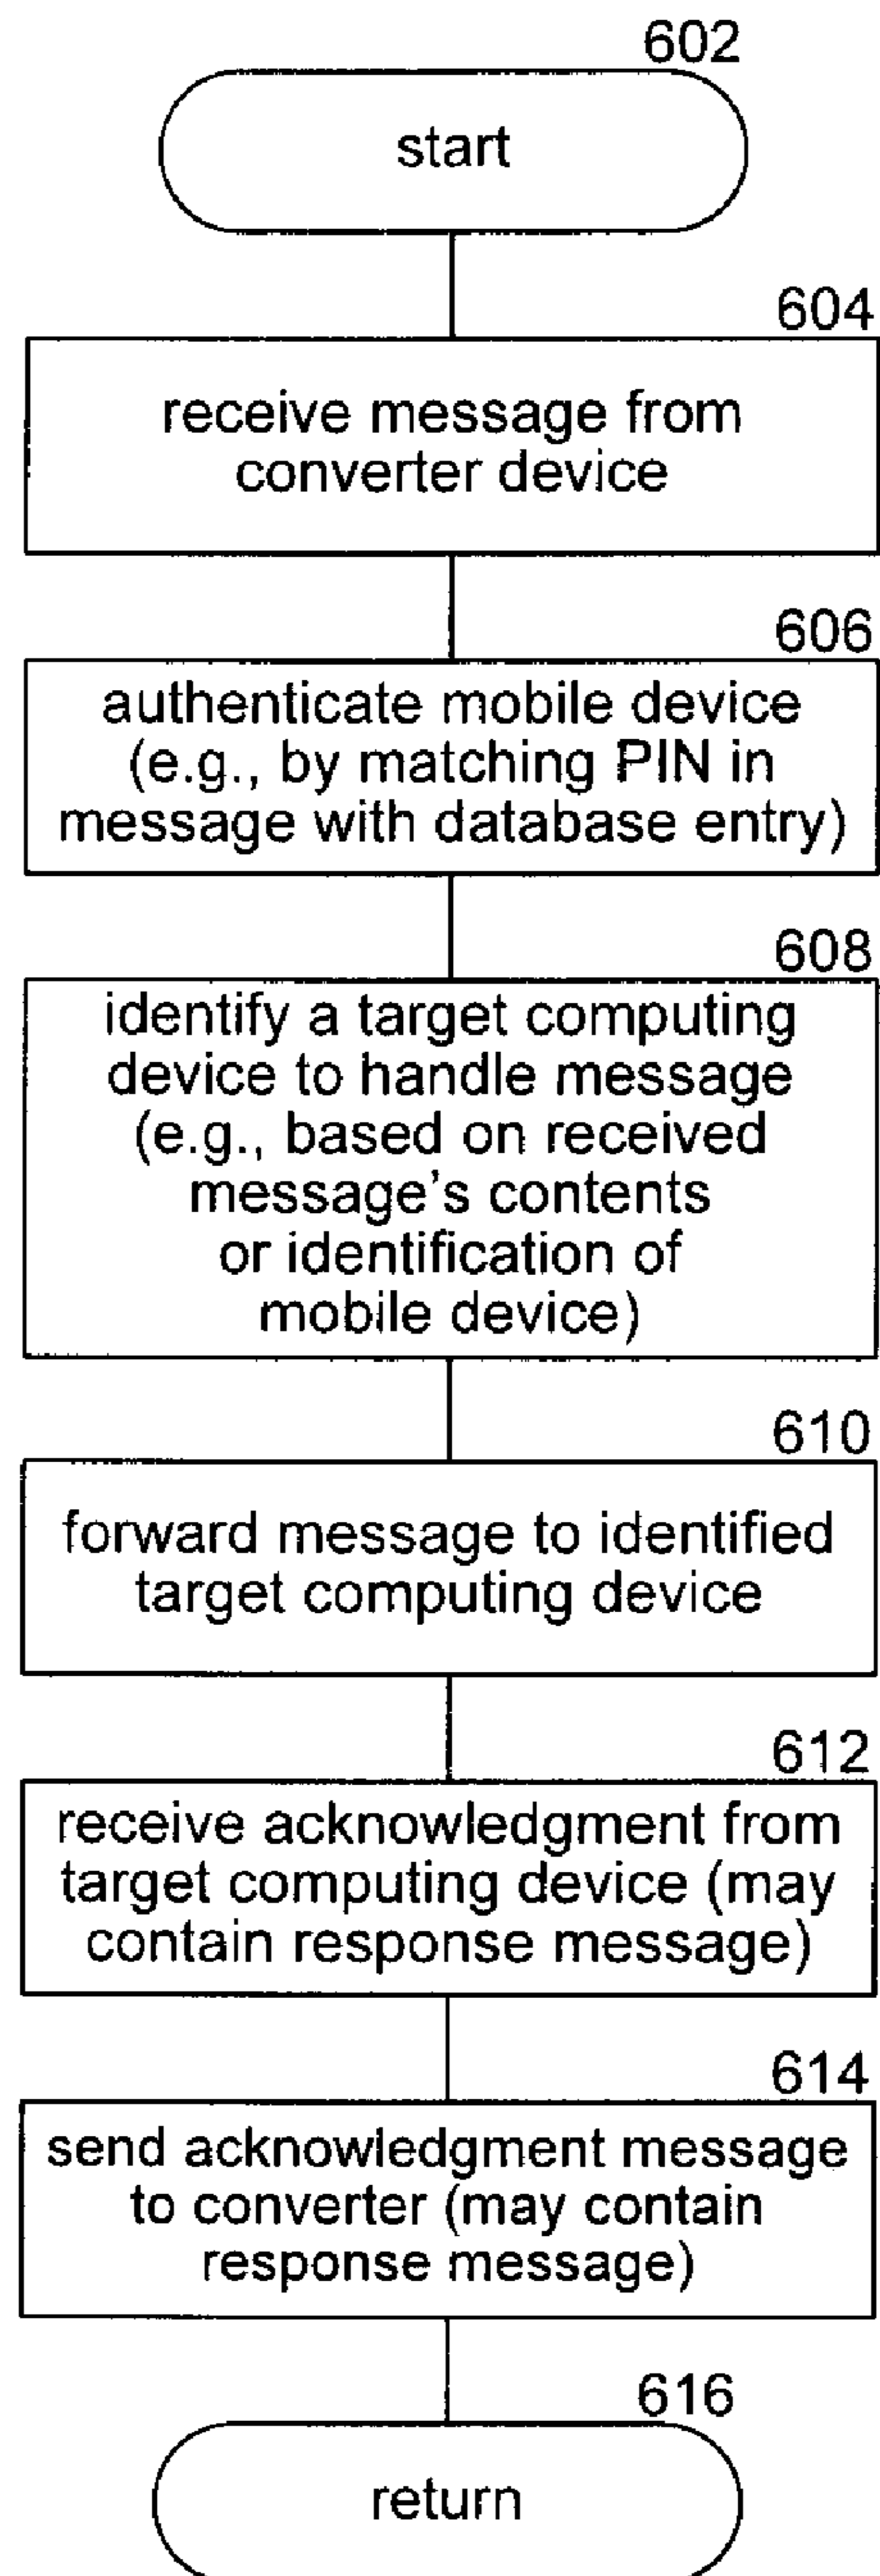 602
start
604
receive message from
converter device
606
authenticate mobile device
(e.g., by matching PIN in
message with database entry)
608
identify a target computing
device to handle message
(e.g., based on received
message's contents
or identification of
mobile device)
610
forward message to identified
target computing device
612
receive acknowledgment from
target computing device (may
contain response message)
614
send acknowledgment message
to converter (may contain
response message)
616
return